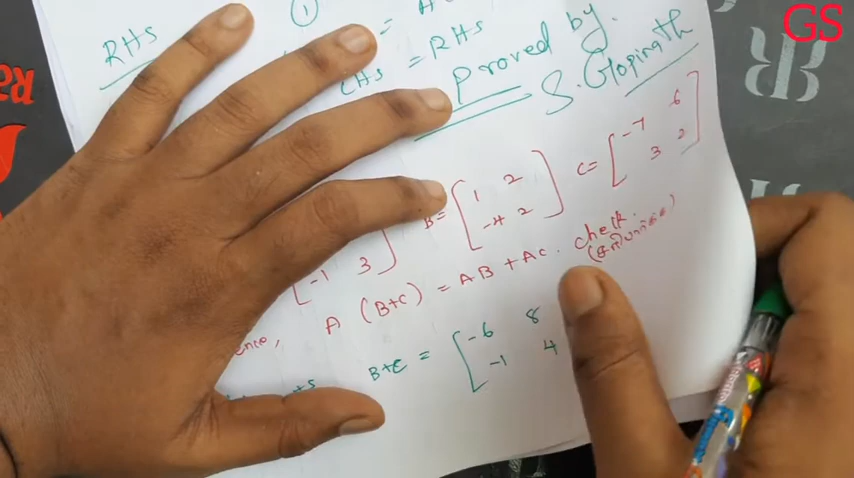 GS
RHS
①
=
LHS = RHS
Proved by.
S. Gopinath
B = [ 1 2 C = [ -7 6
-4 2 ] 3 2 ]
-1 3 ]
A (B+C) = AB + AC . check.
ence,
B+C = [ -6 8
-1 4